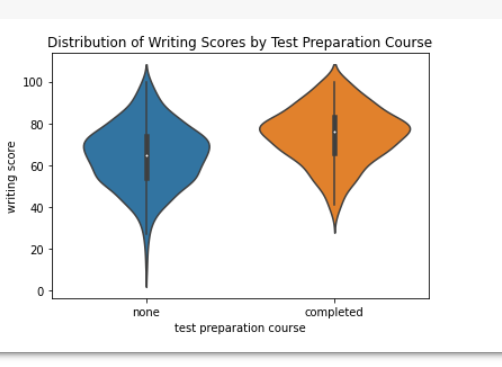 Distribution of Writing Scores by Test Preparation Course
100
80
60
40
20
0
writing score
none completed
test preparation course